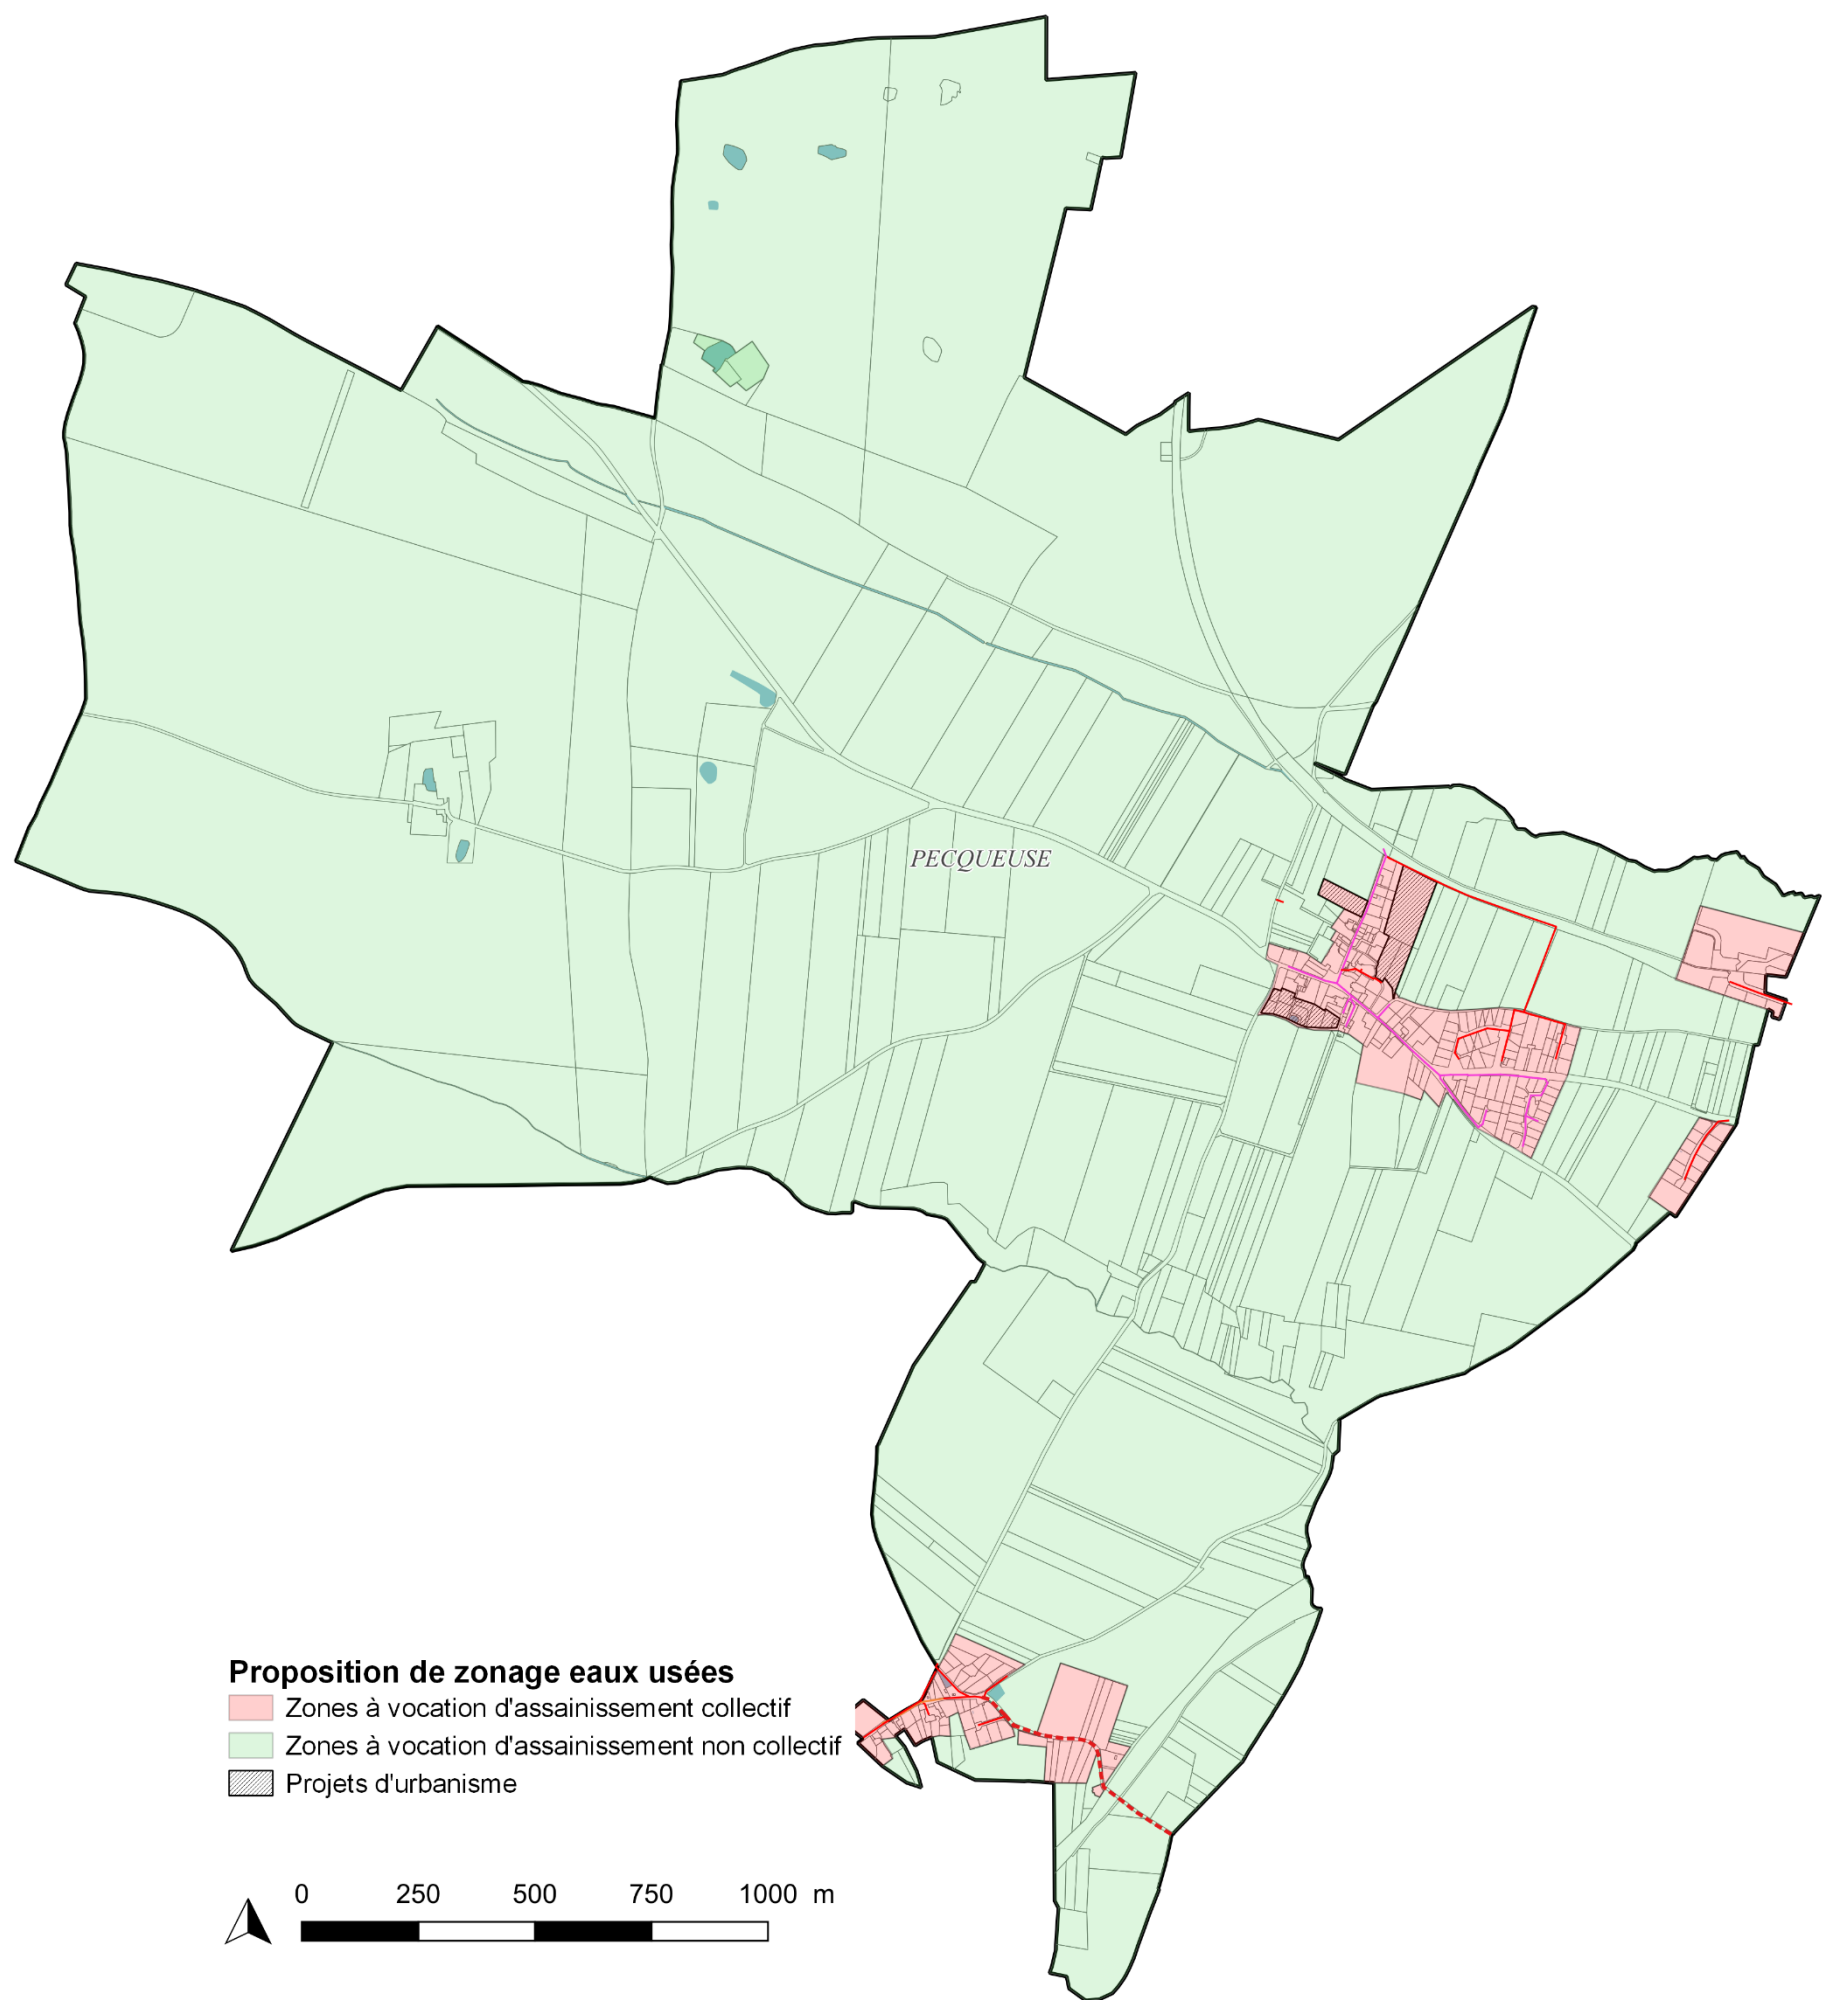 PECQUEUSE
Proposition de zonage eaux usées
Zones à vocation d'assainissement collectif
Zones à vocation d'assainissement non collectif
Projets d'urbanisme
0 250 500 750 1000 m